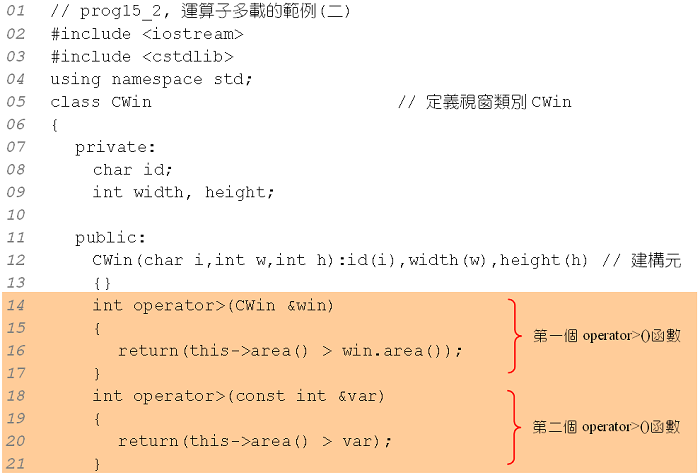 01 // prog15_2, 運算子多載的範例(二)
02 #include <iostream>
03 #include <cstdlib>
04 using namespace std;
05 class CWin // 定義視窗類別CWin
06 {
07 private:
08 char id;
09 int width, height;
10
11 public:
12 CWin(char i,int w,int h):id(i),width(w),height(h) // 建構元
13 {}
14 int operator>(CWin &win)
15 {
16 return(this->area() > win.area()); 第一個 operator>()函數
17 }
18 int operator>(const int &var)
19 {
20 return(this->area() > var); 第二個 operator>()函數
21 }